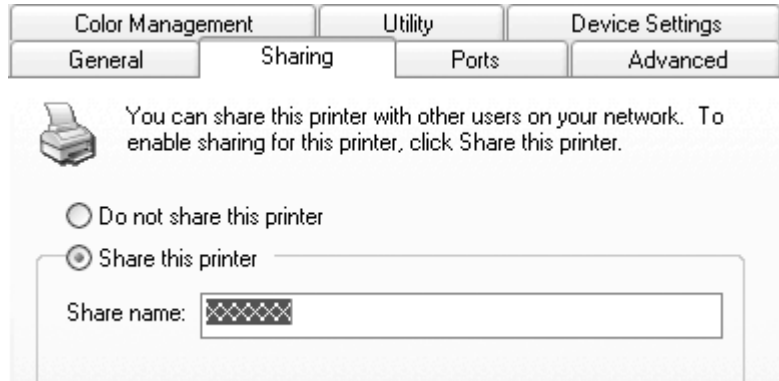 Color Management Utility Device Settings
General Sharing Ports Advanced
You can share this printer with other users on your network. To
enable sharing for this printer, click Share this printer.
Do not share this printer
Share this printer
Share name: XXXXXX